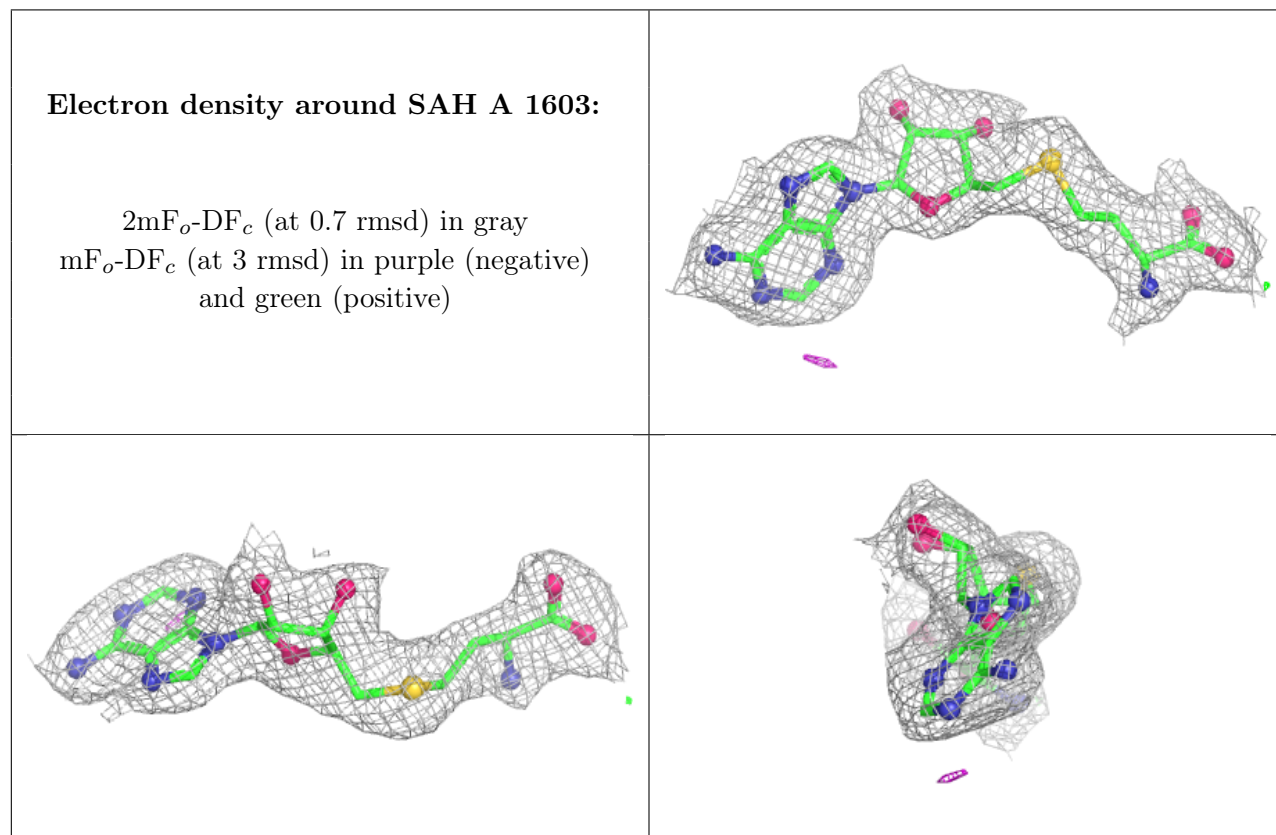 Electron density around SAH A 1603:
2mFo-DFc (at 0.7 rmsd) in gray
mFo-DFc (at 3 rmsd) in purple (negative)
and green (positive)